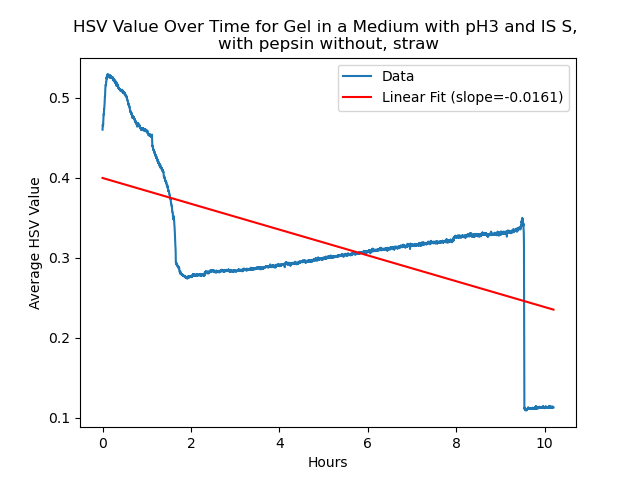 HSV Value Over Time for Gel in a Medium with pH3 and IS S,
with pepsin without, straw
Data
Linear Fit (slope=-0.0161)
0.5
0.4
0.3
0.2
0.1
Average HSV Value
0 2 4 6 8 10
Hours